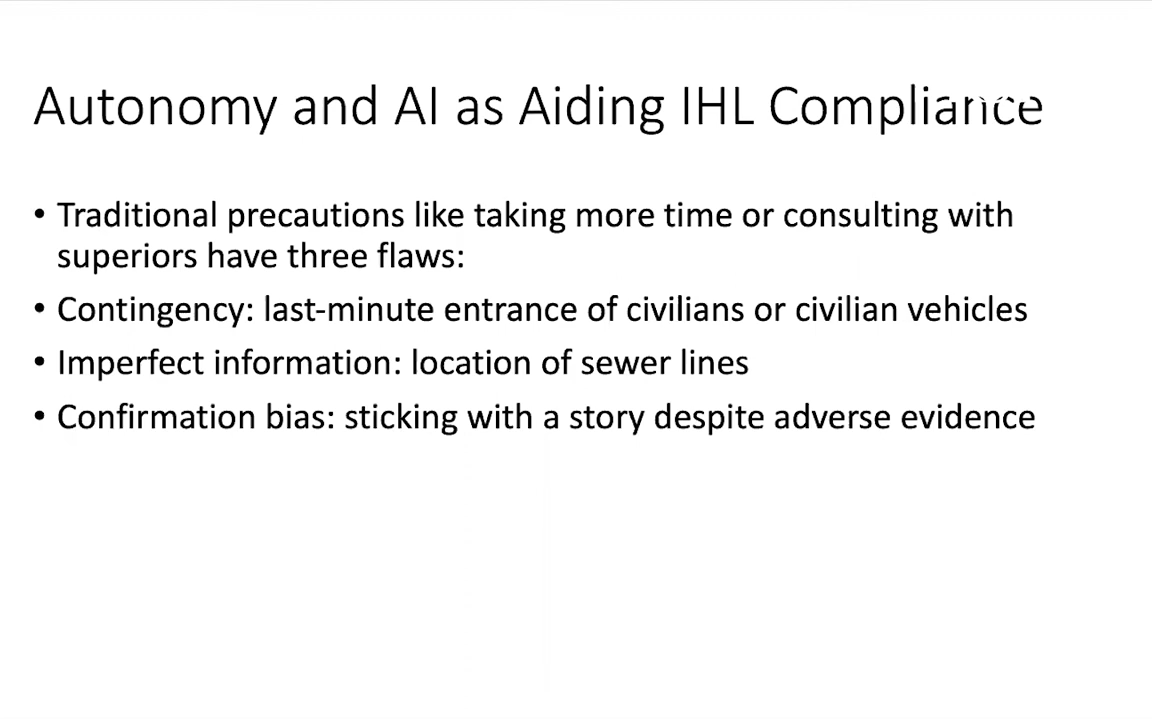 Autonomy and AI as Aiding IHL Compliance
• Traditional precautions like taking more time or consulting with
superiors have three flaws:
• Contingency: last-minute entrance of civilians or civilian vehicles
• Imperfect information: location of sewer lines
• Confirmation bias: sticking with a story despite adverse evidence